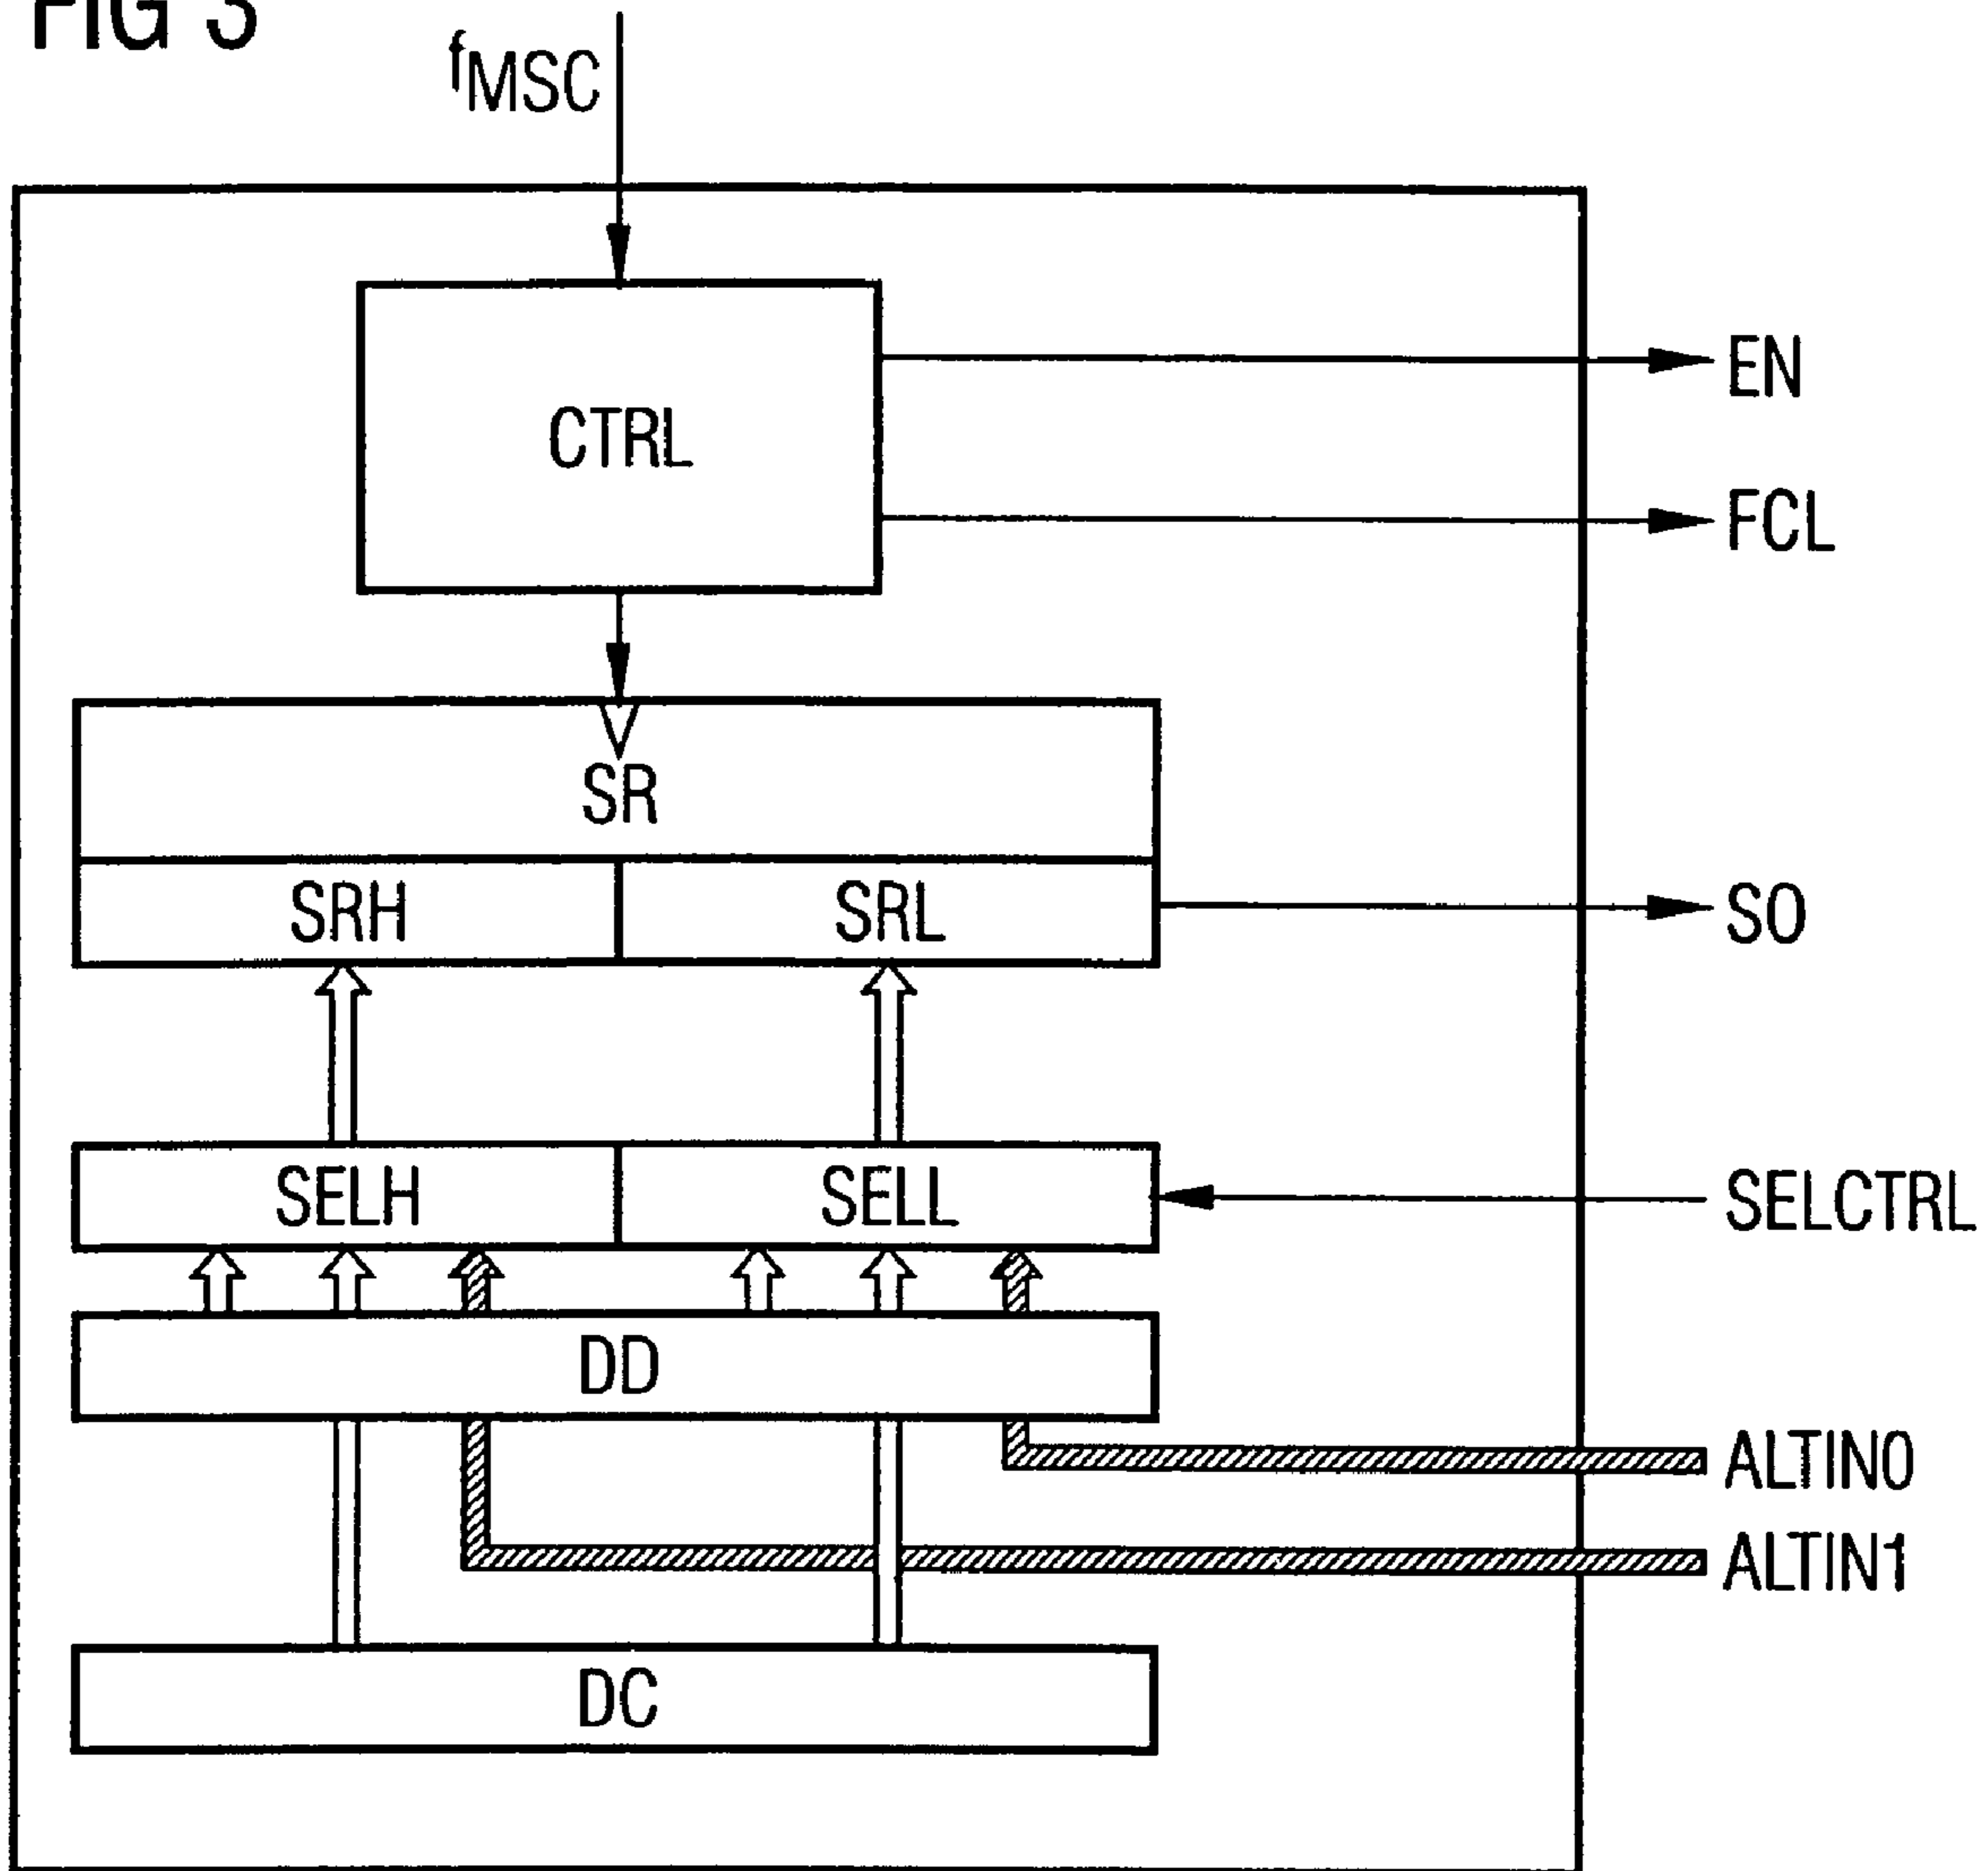 FIG 3
fMSC
CTRL
EN
FCL
SR
SRH
SRL
SO
SELH
SELL
SELCTRL
DD
ALTIN0
ALTIN1
DC